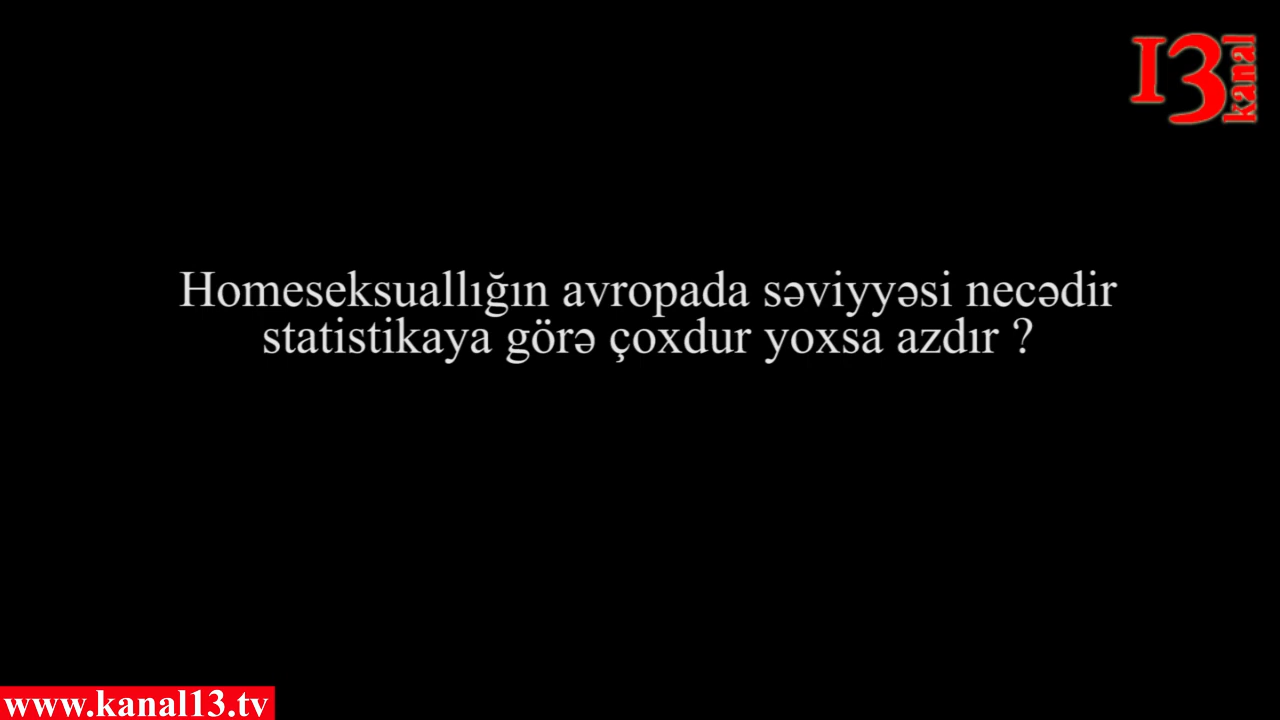 13 kanal
Homeseksuallığın avropada səviyyəsi necədir
statistikaya görə çoxdur yoxsa azdır ?
www.kanal13.tv